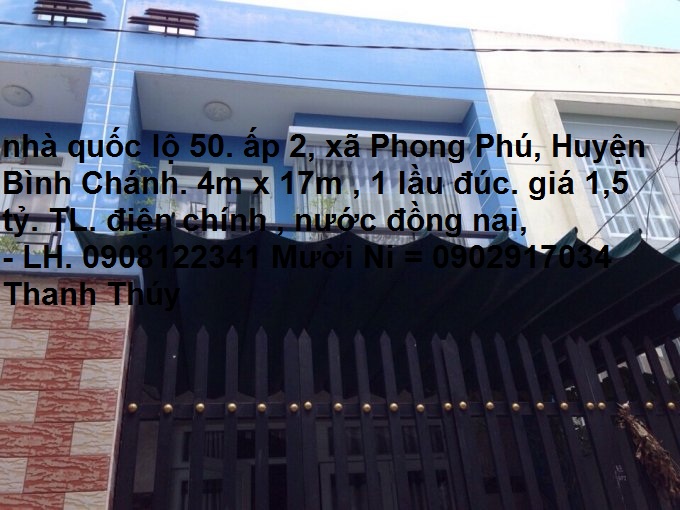 nhà quốc lộ 50. ấp 2, xã Phong Phú, Huyện
Bình Chánh. 4m x 17m , 1 lầu đúc. giá 1,5
tỷ. TL. điện chính , nước đồng nai,
- LH. 0908122341 Mười Ni = 0902917034
Thanh Thúy